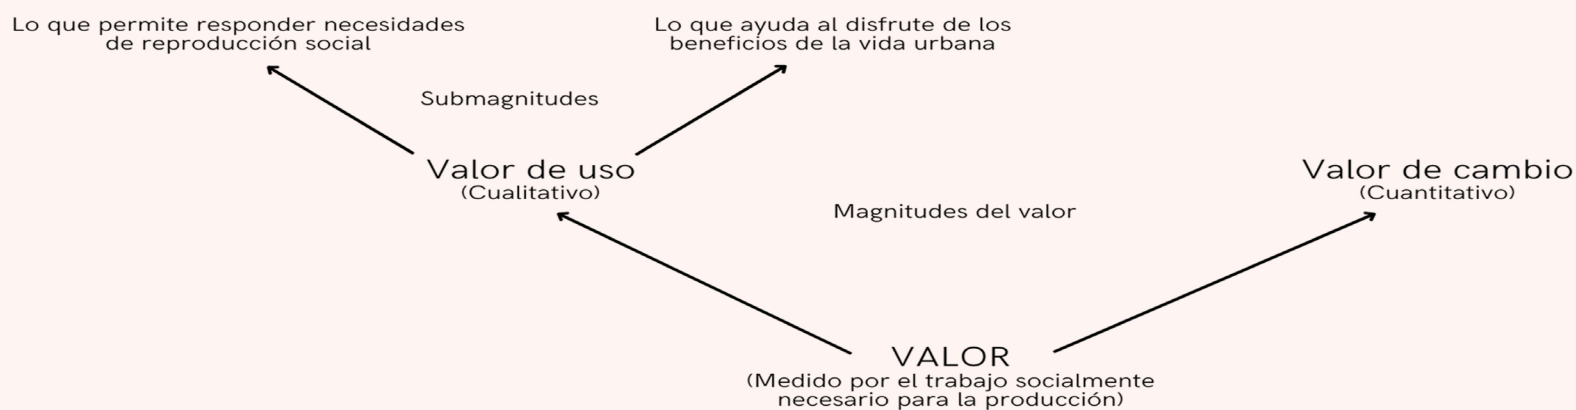 Lo que permite responder necesidades
de reproducción social
Lo que ayuda al disfrute de los
beneficios de la vida urbana
Submagnitudes
Valor de uso
(Cualitativo)
Valor de cambio
(Cuantitativo)
Magnitudes del valor
VALOR
(Medido por el trabajo socialmente
necesario para la producción)